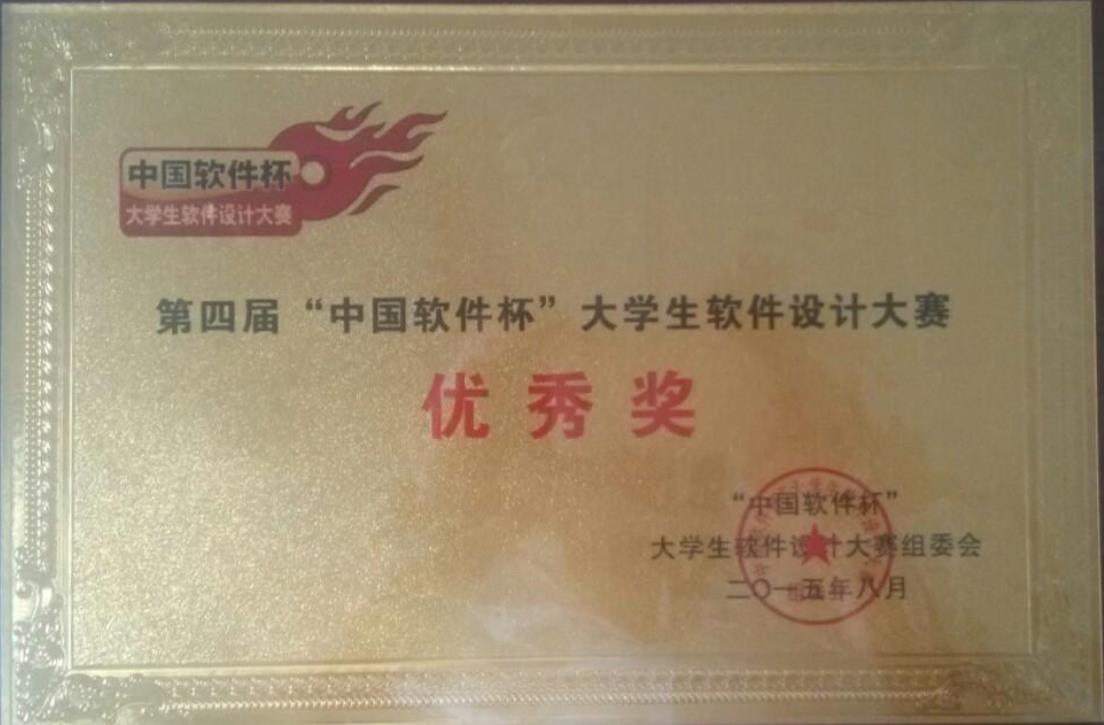 中国软件杯
大学生软件设计大赛
第四届“中国软件杯”大学生软件设计大赛
优秀奖
“中国软件杯”
大学生软件设计大赛组委会
二〇一五年八月